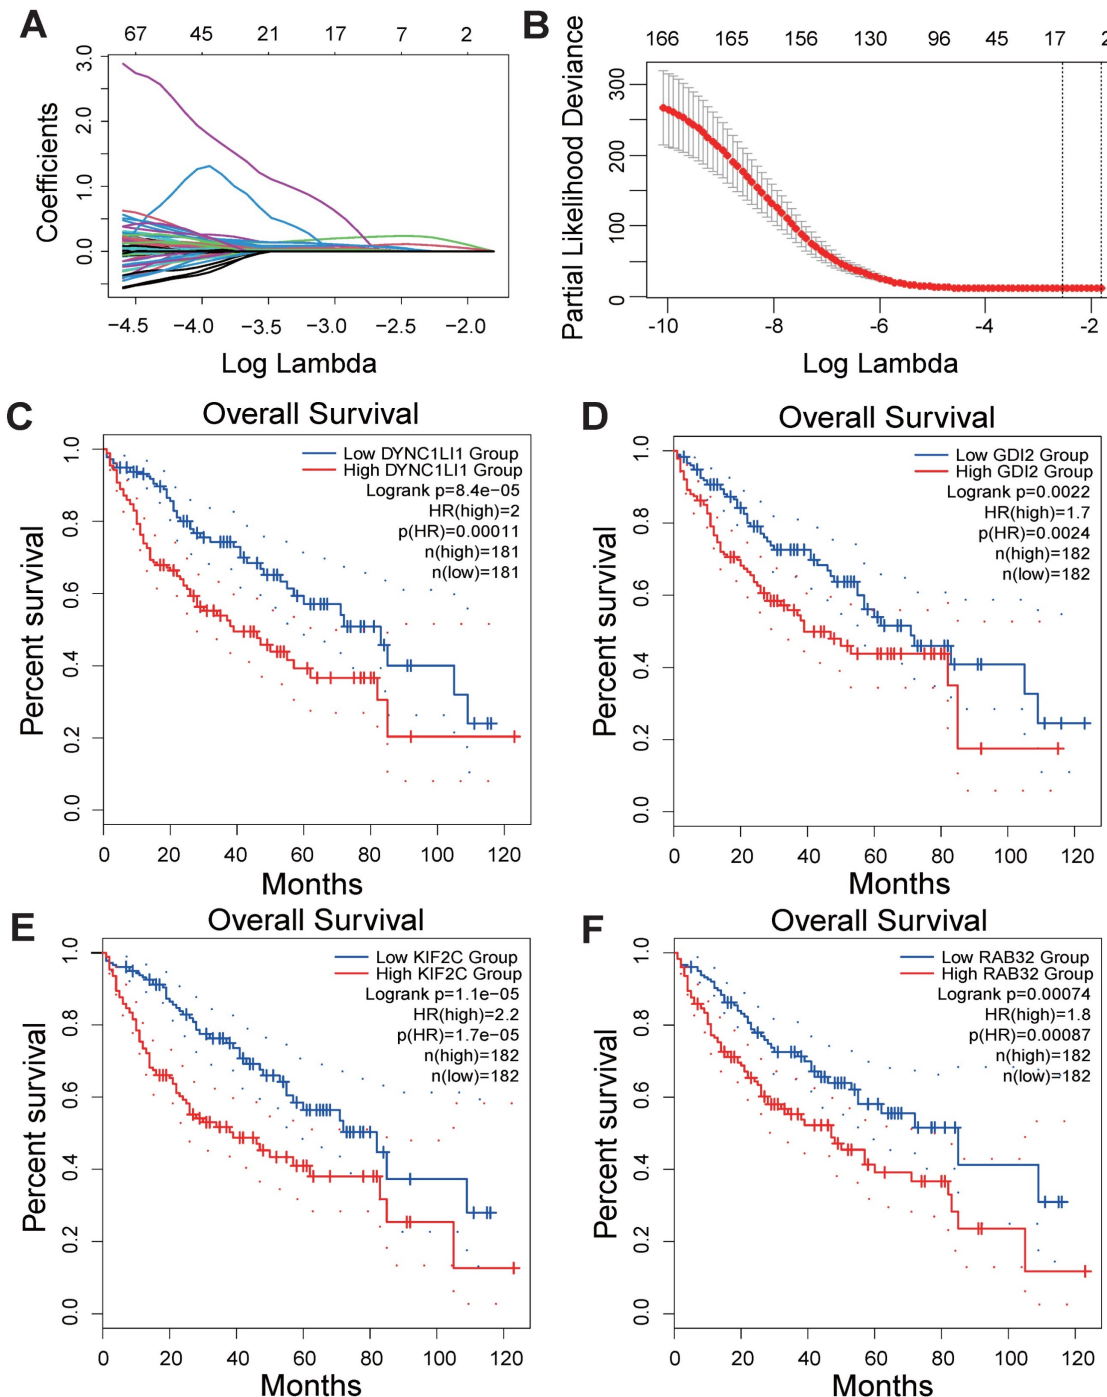 A
67 45 21 17 7 2
3.0
2.0
1.0
0.0
Coefficients
−4.5 −4.0 −3.5 −3.0 −2.5 −2.0
Log Lambda
B
166 165 156 130 96 45 17 2
300
200
100
0
Partial Likelihood Deviance
-10 -8 -6 -4 -2
Log Lambda
C
Overall Survival
Low DYNC1LI1 Group
High DYNC1LI1 Group
Logrank p=8.4e−05
HR(high)=2
p(HR)=0.00011
n(high)=181
n(low)=181
1.0
0.8
0.6
0.4
0.2
0.0
Percent survival
0 20 40 60 80 100 120
Months
D
Overall Survival
Low GDI2 Group
High GDI2 Group
Logrank p=0.0022
HR(high)=1.7
p(HR)=0.0024
n(high)=182
n(low)=182
1.0
0.8
0.6
0.4
0.2
0.0
Percent survival
0 20 40 60 80 100 120
Months
E
Overall Survival
Low KIF2C Group
High KIF2C Group
Logrank p=1.1e−05
HR(high)=2.2
p(HR)=1.7e−05
n(high)=182
n(low)=182
1.0
0.8
0.6
0.4
0.2
0.0
Percent survival
0 20 40 60 80 100 120
Months
F
Overall Survival
Low RAB32 Group
High RAB32 Group
Logrank p=0.00074
HR(high)=1.8
p(HR)=0.00087
n(high)=182
n(low)=182
1.0
0.8
0.6
0.4
0.2
0.0
Percent survival
0 20 40 60 80 100 120
Months